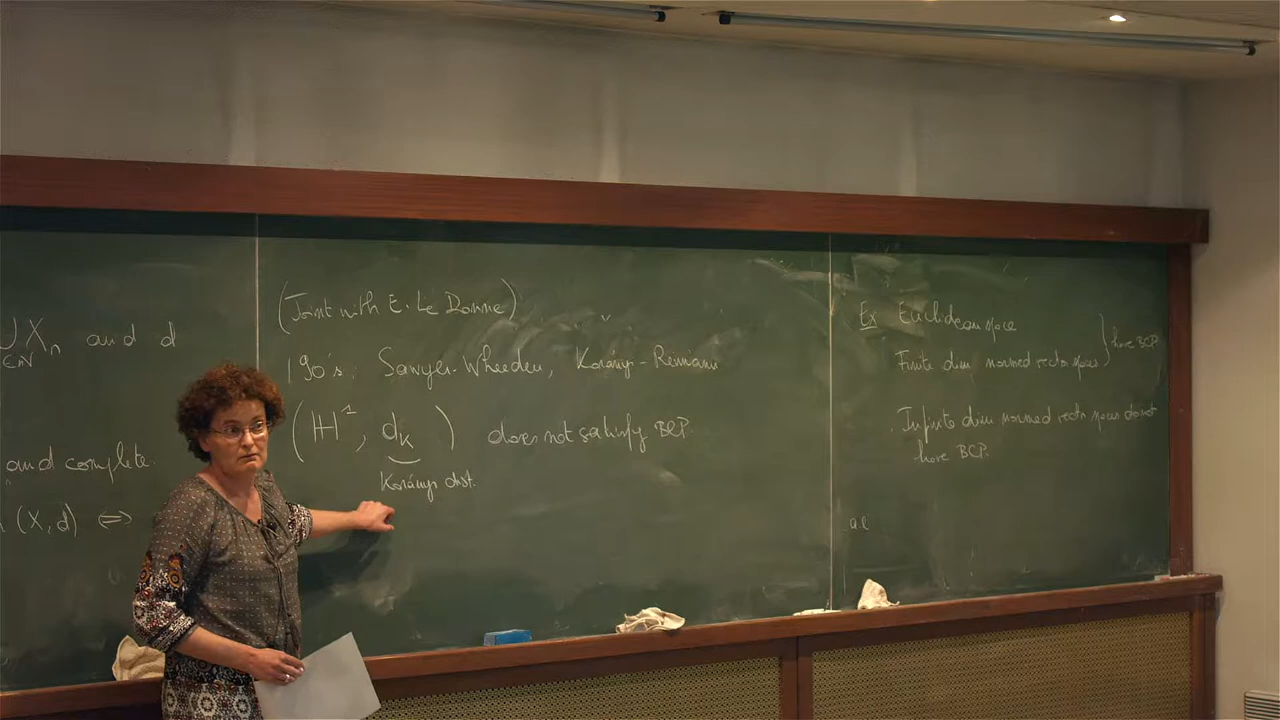 ⋃ Xₙ and d
∈ℕ
and complete.
(X, d) ⇔
(Joint with E. Le Donne)
'90's: Sawyer-Wheeden, Korányi-Reimann
(ℍ¹, d_K) does not satisfy BCP.
Korányi dist.
Ex Euclidean space
Finite dim normed vector spaces } have BCP.
. Infinite dim normed vector spaces do not
have BCP.